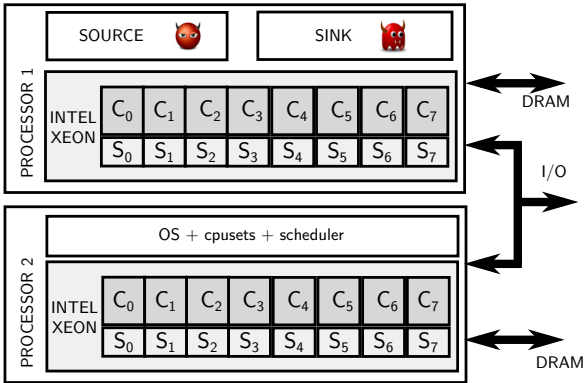 SOURCE SINK
PROCESSOR 1
INTEL XEON
C0 C1 C2 C3 C4 C5 C6 C7
S0 S1 S2 S3 S4 S5 S6 S7
DRAM
I/O
PROCESSOR 2
OS + cpusets + scheduler
INTEL XEON
C0 C1 C2 C3 C4 C5 C6 C7
S0 S1 S2 S3 S4 S5 S6 S7
DRAM